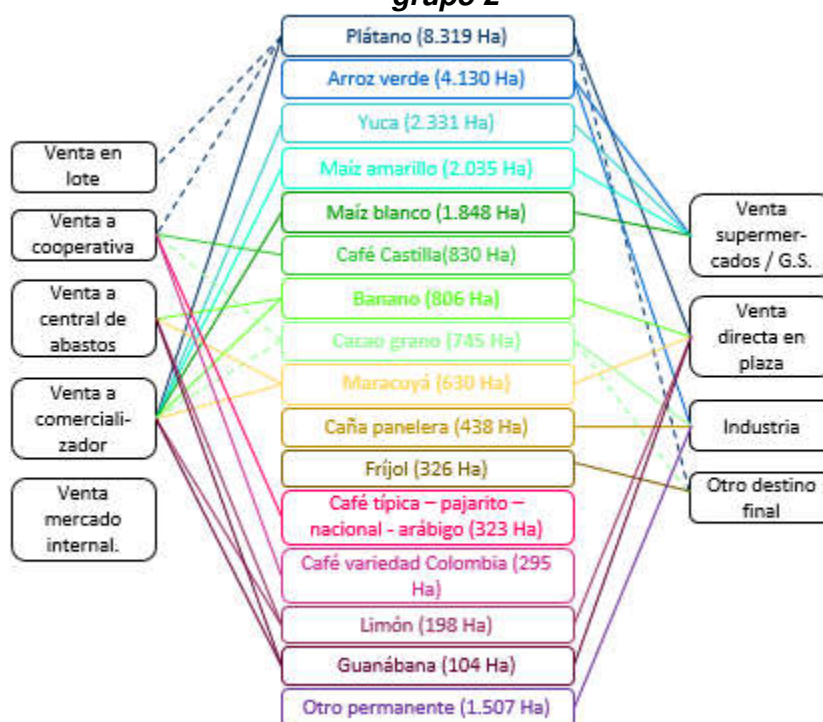 grupo 2
Plátano (8.319 Ha)
Arroz verde (4.130 Ha)
Yuca (2.331 Ha)
Maíz amarillo (2.035 Ha)
Maíz blanco (1.848 Ha)
Café Castilla(830 Ha)
Banano (806 Ha)
Cacao grano (745 Ha)
Maracuyá (630 Ha)
Caña panelera (438 Ha)
Fríjol (326 Ha)
Café típica – pajarito –
nacional - arábigo (323 Ha)
Café variedad Colombia (295
Ha)
Limón (198 Ha)
Guanábana (104 Ha)
Otro permanente (1.507 Ha)
Venta en
lote
Venta a
cooperativa
Venta a
central de
abastos
Venta a
comerciali-
zador
Venta
mercado
internal.
Venta
supermer-
cados / G.S.
Venta
directa en
plaza
Industria
Otro destino
final